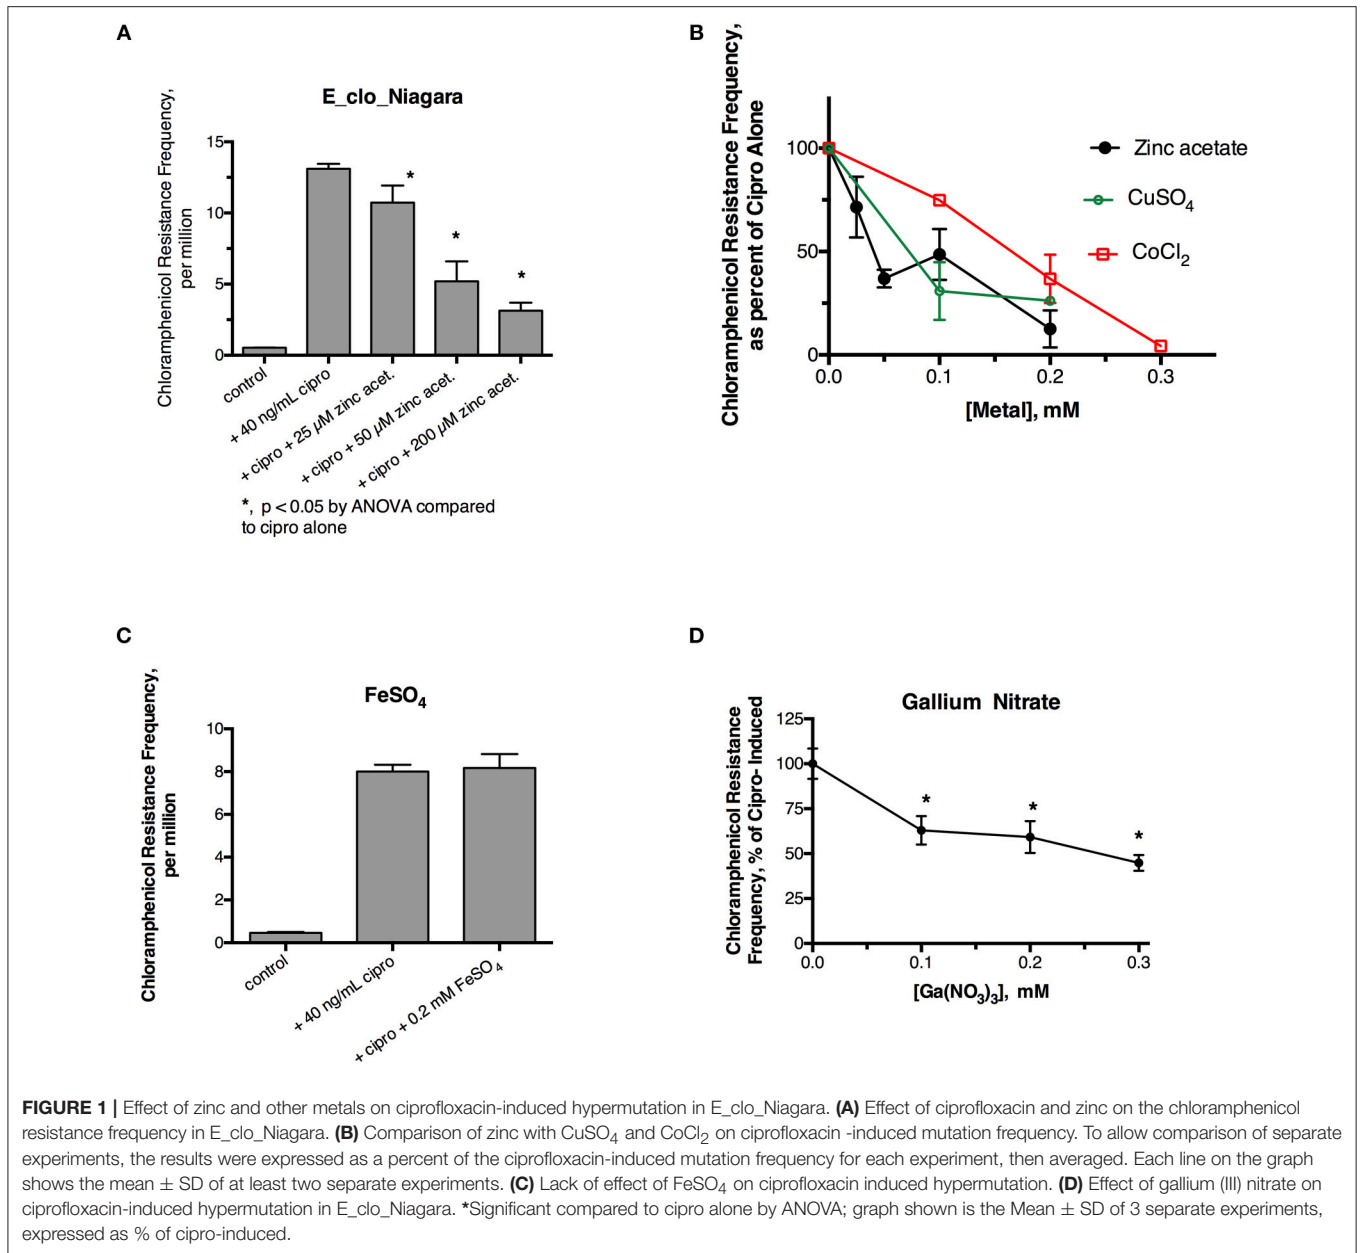 A
E_clo_Niagara
Chloramphenicol Resistance Frequency,
per million
15
10
5
0
*
*
*
control
+ 40 ng/mL cipro
+ cipro + 25 µM zinc acet.
+ cipro + 50 µM zinc acet.
+ cipro + 200 µM zinc acet.
*, p < 0.05 by ANOVA compared
to cipro alone
B
Chloramphenicol Resistance Frequency,
as percent of Cipro Alone
100
50
0
0.0 0.1 0.2 0.3
[Metal], mM
Zinc acetate
CuSO₄
CoCl₂
C
FeSO₄
Chloramphenicol Resistance Frequency,
per million
10
8
6
4
2
0
control
+ 40 ng/mL cipro
+ cipro + 0.2 mM FeSO₄
D
Gallium Nitrate
Chloramphenicol Resistance
Frequency, % of Cipro- Induced
125
100
75
50
25
0
*
*
*
0.0 0.1 0.2 0.3
[Ga(NO₃)₃], mM
FIGURE 1 | Effect of zinc and other metals on ciprofloxacin-induced hypermutation in E_clo_Niagara. (A) Effect of ciprofloxacin and zinc on the chloramphenicol
resistance frequency in E_clo_Niagara. (B) Comparison of zinc with CuSO₄ and CoCl₂ on ciprofloxacin -induced mutation frequency. To allow comparison of separate
experiments, the results were expressed as a percent of the ciprofloxacin-induced mutation frequency for each experiment, then averaged. Each line on the graph
shows the mean ± SD of at least two separate experiments. (C) Lack of effect of FeSO₄ on ciprofloxacin induced hypermutation. (D) Effect of gallium (III) nitrate on
ciprofloxacin-induced hypermutation in E_clo_Niagara. *Significant compared to cipro alone by ANOVA; graph shown is the Mean ± SD of 3 separate experiments,
expressed as % of cipro-induced.